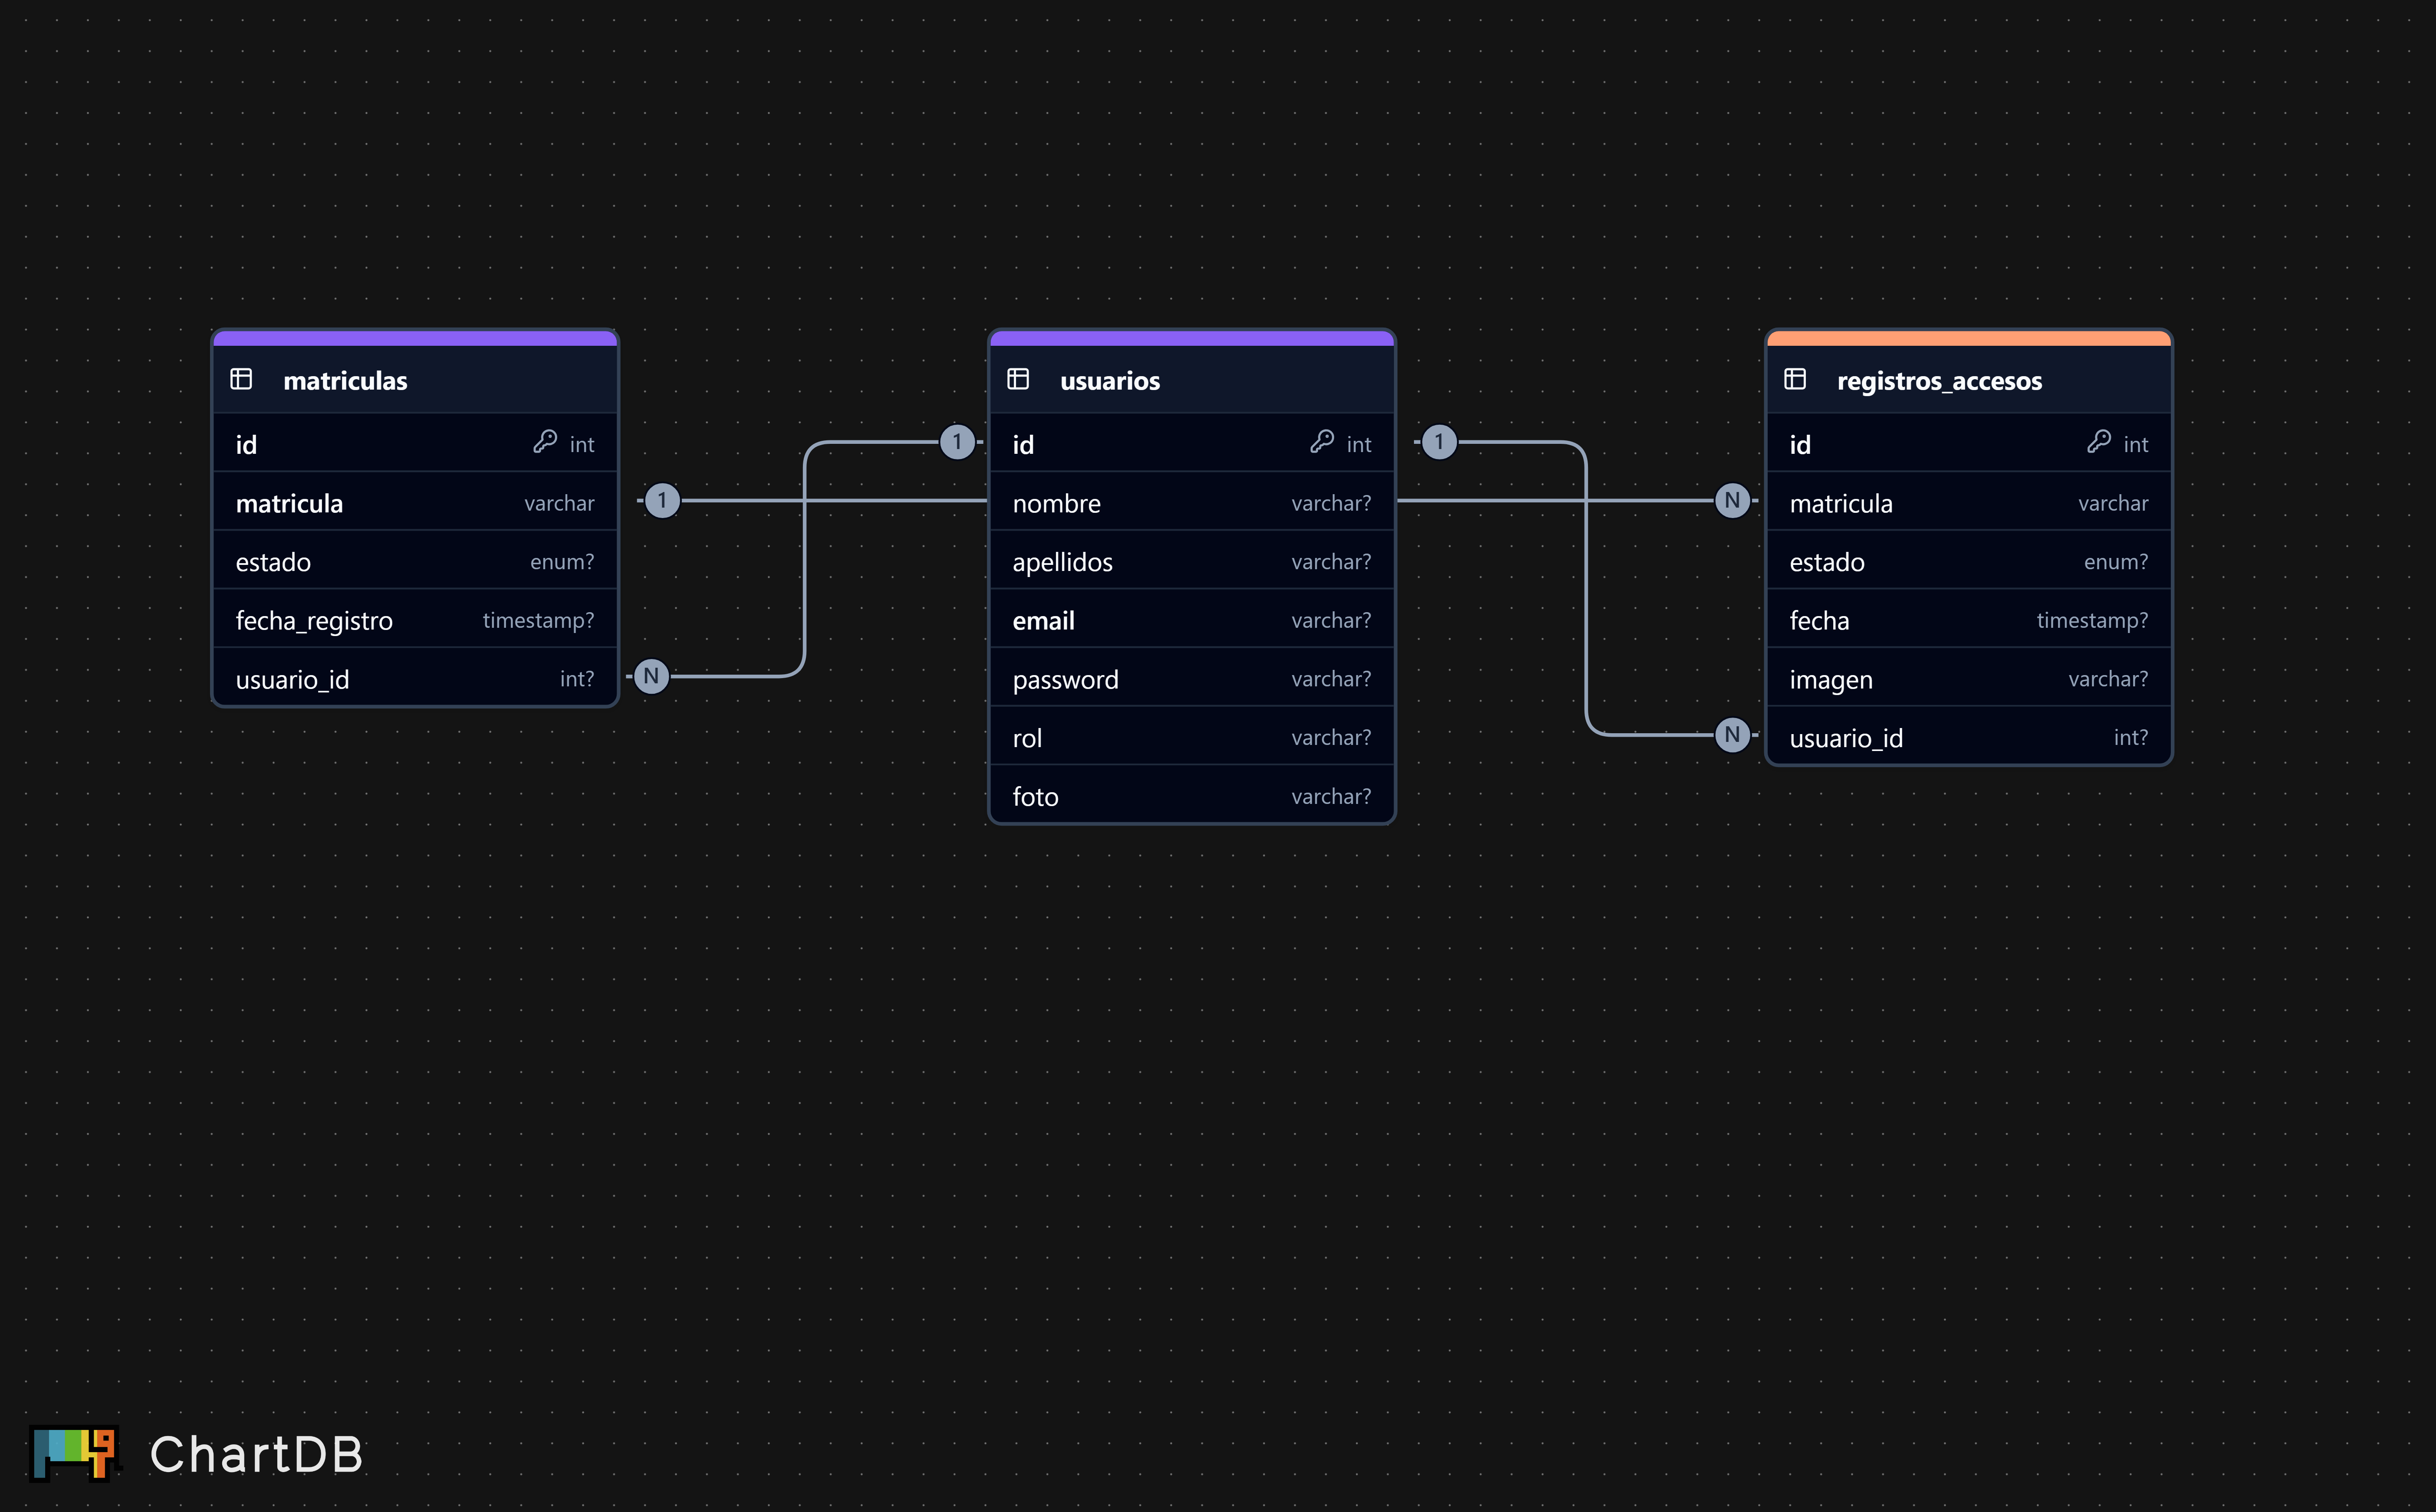 matriculas
id int
matricula varchar
estado enum?
fecha_registro timestamp?
usuario_id int?
1
N
1
usuarios
id int
nombre varchar?
apellidos varchar?
email varchar?
password varchar?
rol varchar?
foto varchar?
1
N
N
registros_accesos
id int
matricula varchar
estado enum?
fecha timestamp?
imagen varchar?
usuario_id int?
ChartDB